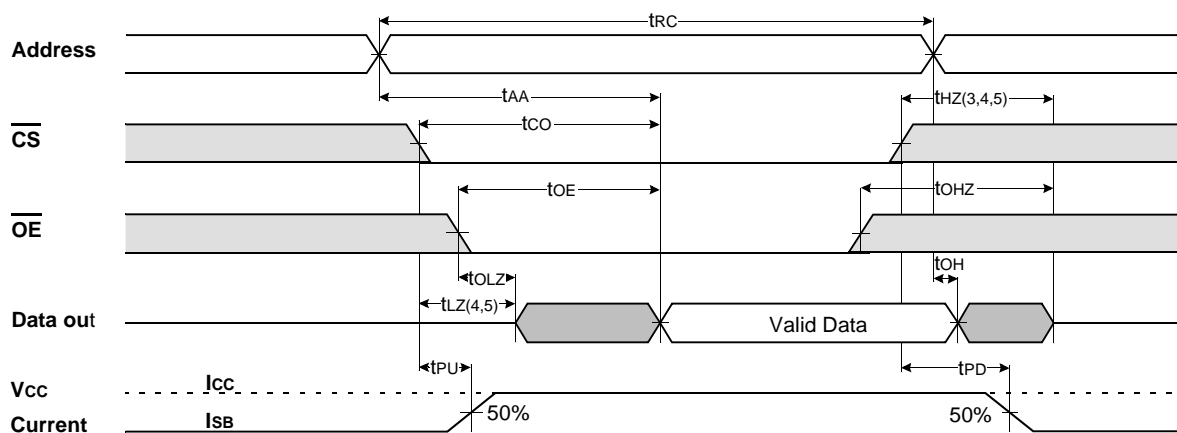 tRC
Address
tAA
tHZ(3,4,5)
CS
tCO
tOE
tOHZ
OE
tOLZ
tOH
tLZ(4,5)
Data out
Valid Data
tPU
tPD
VCC
ICC
50%
50%
Current
ISB